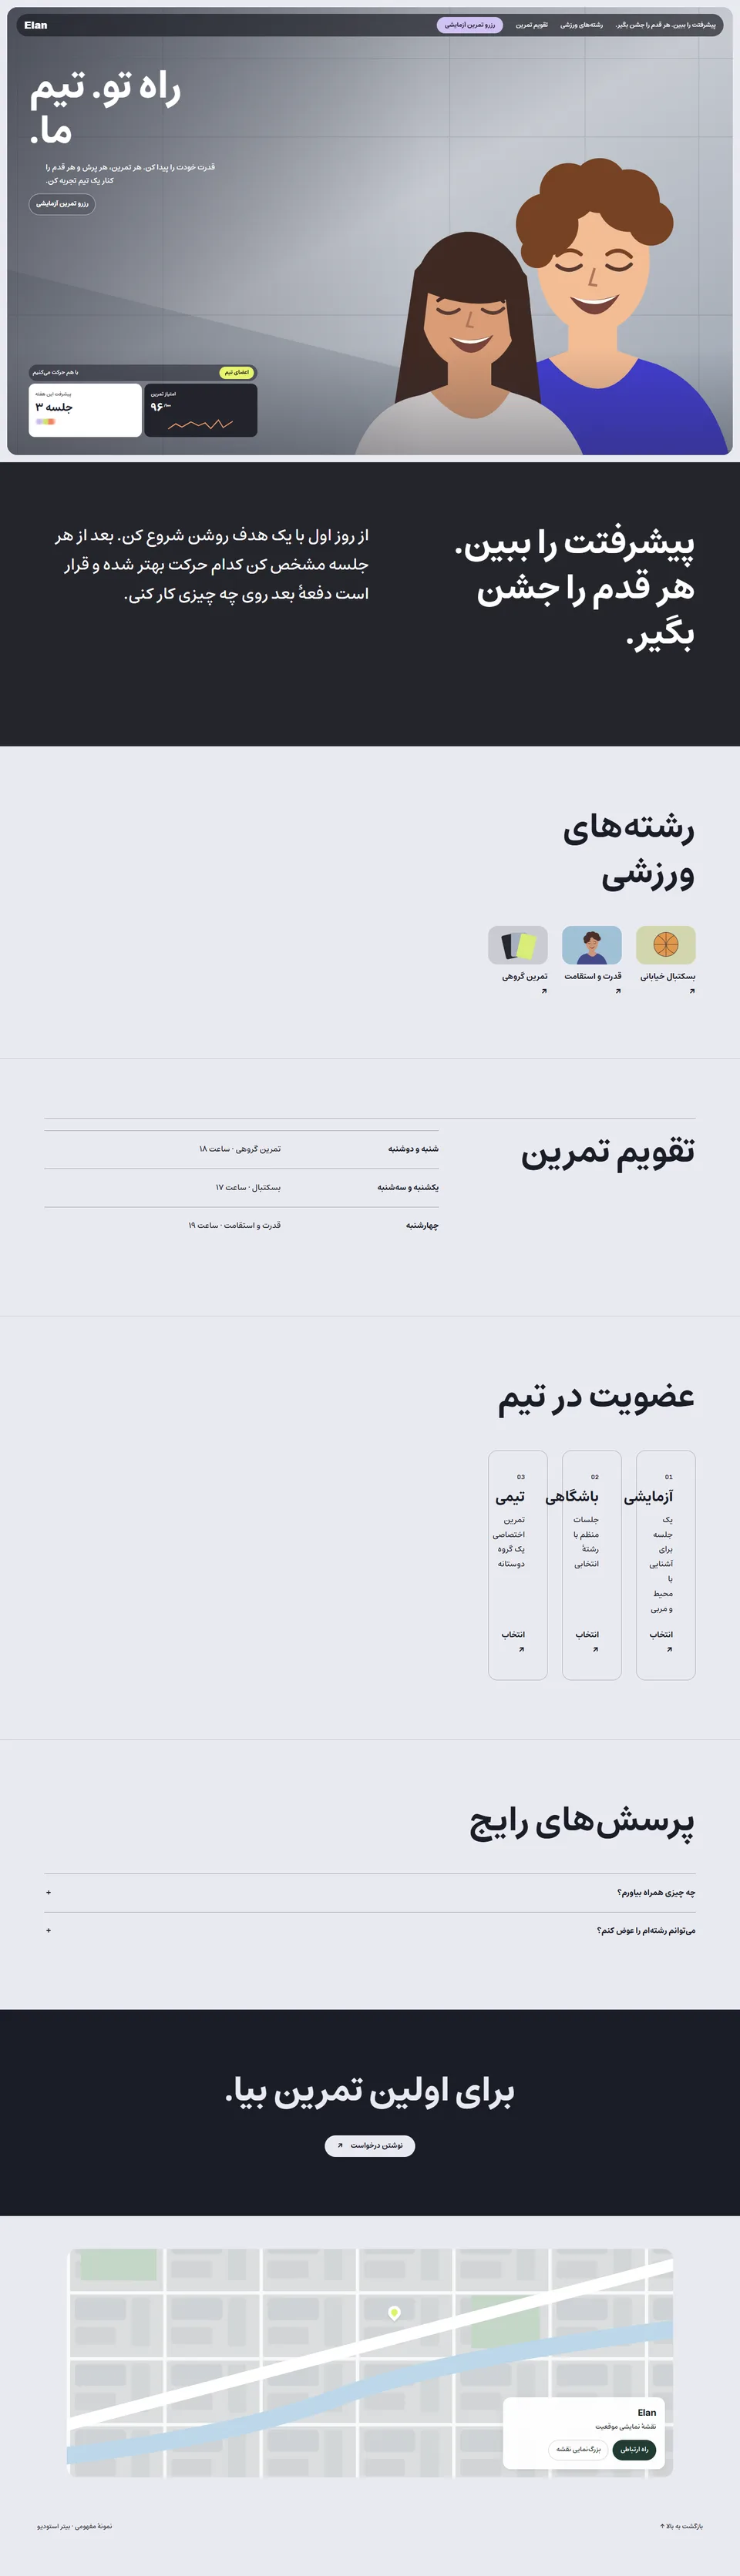 پیشرفتت را ببین. هر قدم را جشن بگیر.
رشته‌های ورزشی
تقویم تمرین
رزرو تمرین آزمایشی
Elan
راه تو. تیم
ما.
قدرت خودت را پیدا کن. هر تمرین، هر پرش و هر قدم را
کنار یک تیم تجربه کن.
رزرو تمرین آزمایشی
اعضای تیم
با هم حرکت می‌کنیم
امتیاز تمرین
۹۶
پیشرفت این هفته
۳ جلسه
پیشرفتت را ببین.
هر قدم را جشن
بگیر.
از روز اول با یک هدف روشن شروع کن. بعد از هر
جلسه مشخص کن کدام حرکت بهتر شده و قرار
است دفعهٔ بعد روی چه چیزی کار کنی.
رشته‌های
ورزشی
بسکتبال خیابانی
↗
قدرت و استقامت
↗
تمرین گروهی
↗
تقویم تمرین
شنبه و دوشنبه
تمرین گروهی · ساعت ۱۸
یکشنبه و سه‌شنبه
بسکتبال · ساعت ۱۷
چهارشنبه
قدرت و استقامت · ساعت ۱۹
عضویت در تیم
01
آزمایشی
یک
جلسه
برای
آشنایی
با
محیط
و مربی
انتخاب
↗
02
باشگاهی
جلسات
منظم با
رشتهٔ
انتخابی
انتخاب
↗
03
تیمی
تمرین
اختصاصی
یک گروه
دوستانه
انتخاب
↗
پرسش‌های رایج
چه چیزی همراه بیاورم؟
+
می‌توانم رشته‌ام را عوض کنم؟
+
برای اولین تمرین بیا.
نوشتن درخواست ↗
Elan
نقشهٔ نمایشی موقعیت
راه ارتباطی
بزرگ‌نمایی نقشه
بازگشت به بالا ↑
نمونهٔ مفهومی · بیتر استودیو